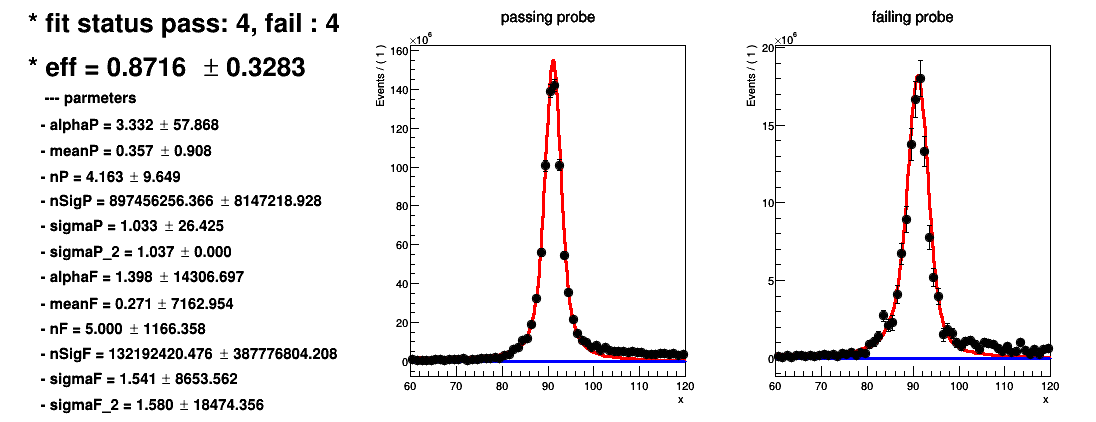 * fit status pass: 4, fail : 4
* eff = 0.8716 ± 0.3283
--- parmeters
- alphaP = 3.332 ± 57.868
- meanP = 0.357 ± 0.908
- nP = 4.163 ± 9.649
- nSigP = 897456256.366 ± 8147218.928
- sigmaP = 1.033 ± 26.425
- sigmaP_2 = 1.037 ± 0.000
- alphaF = 1.398 ± 14306.697
- meanF = 0.271 ± 7162.954
- nF = 5.000 ± 1166.358
- nSigF = 132192420.476 ± 387776804.208
- sigmaF = 1.541 ± 8653.562
- sigmaF_2 = 1.580 ± 18474.356
passing probe
×10⁶
Events / ( 1 )
160
140
120
100
80
60
40
20
0
60 70 80 90 100 110 120
x
failing probe
×10⁶
Events / ( 1 )
20
15
10
5
0
60 70 80 90 100 110 120
x